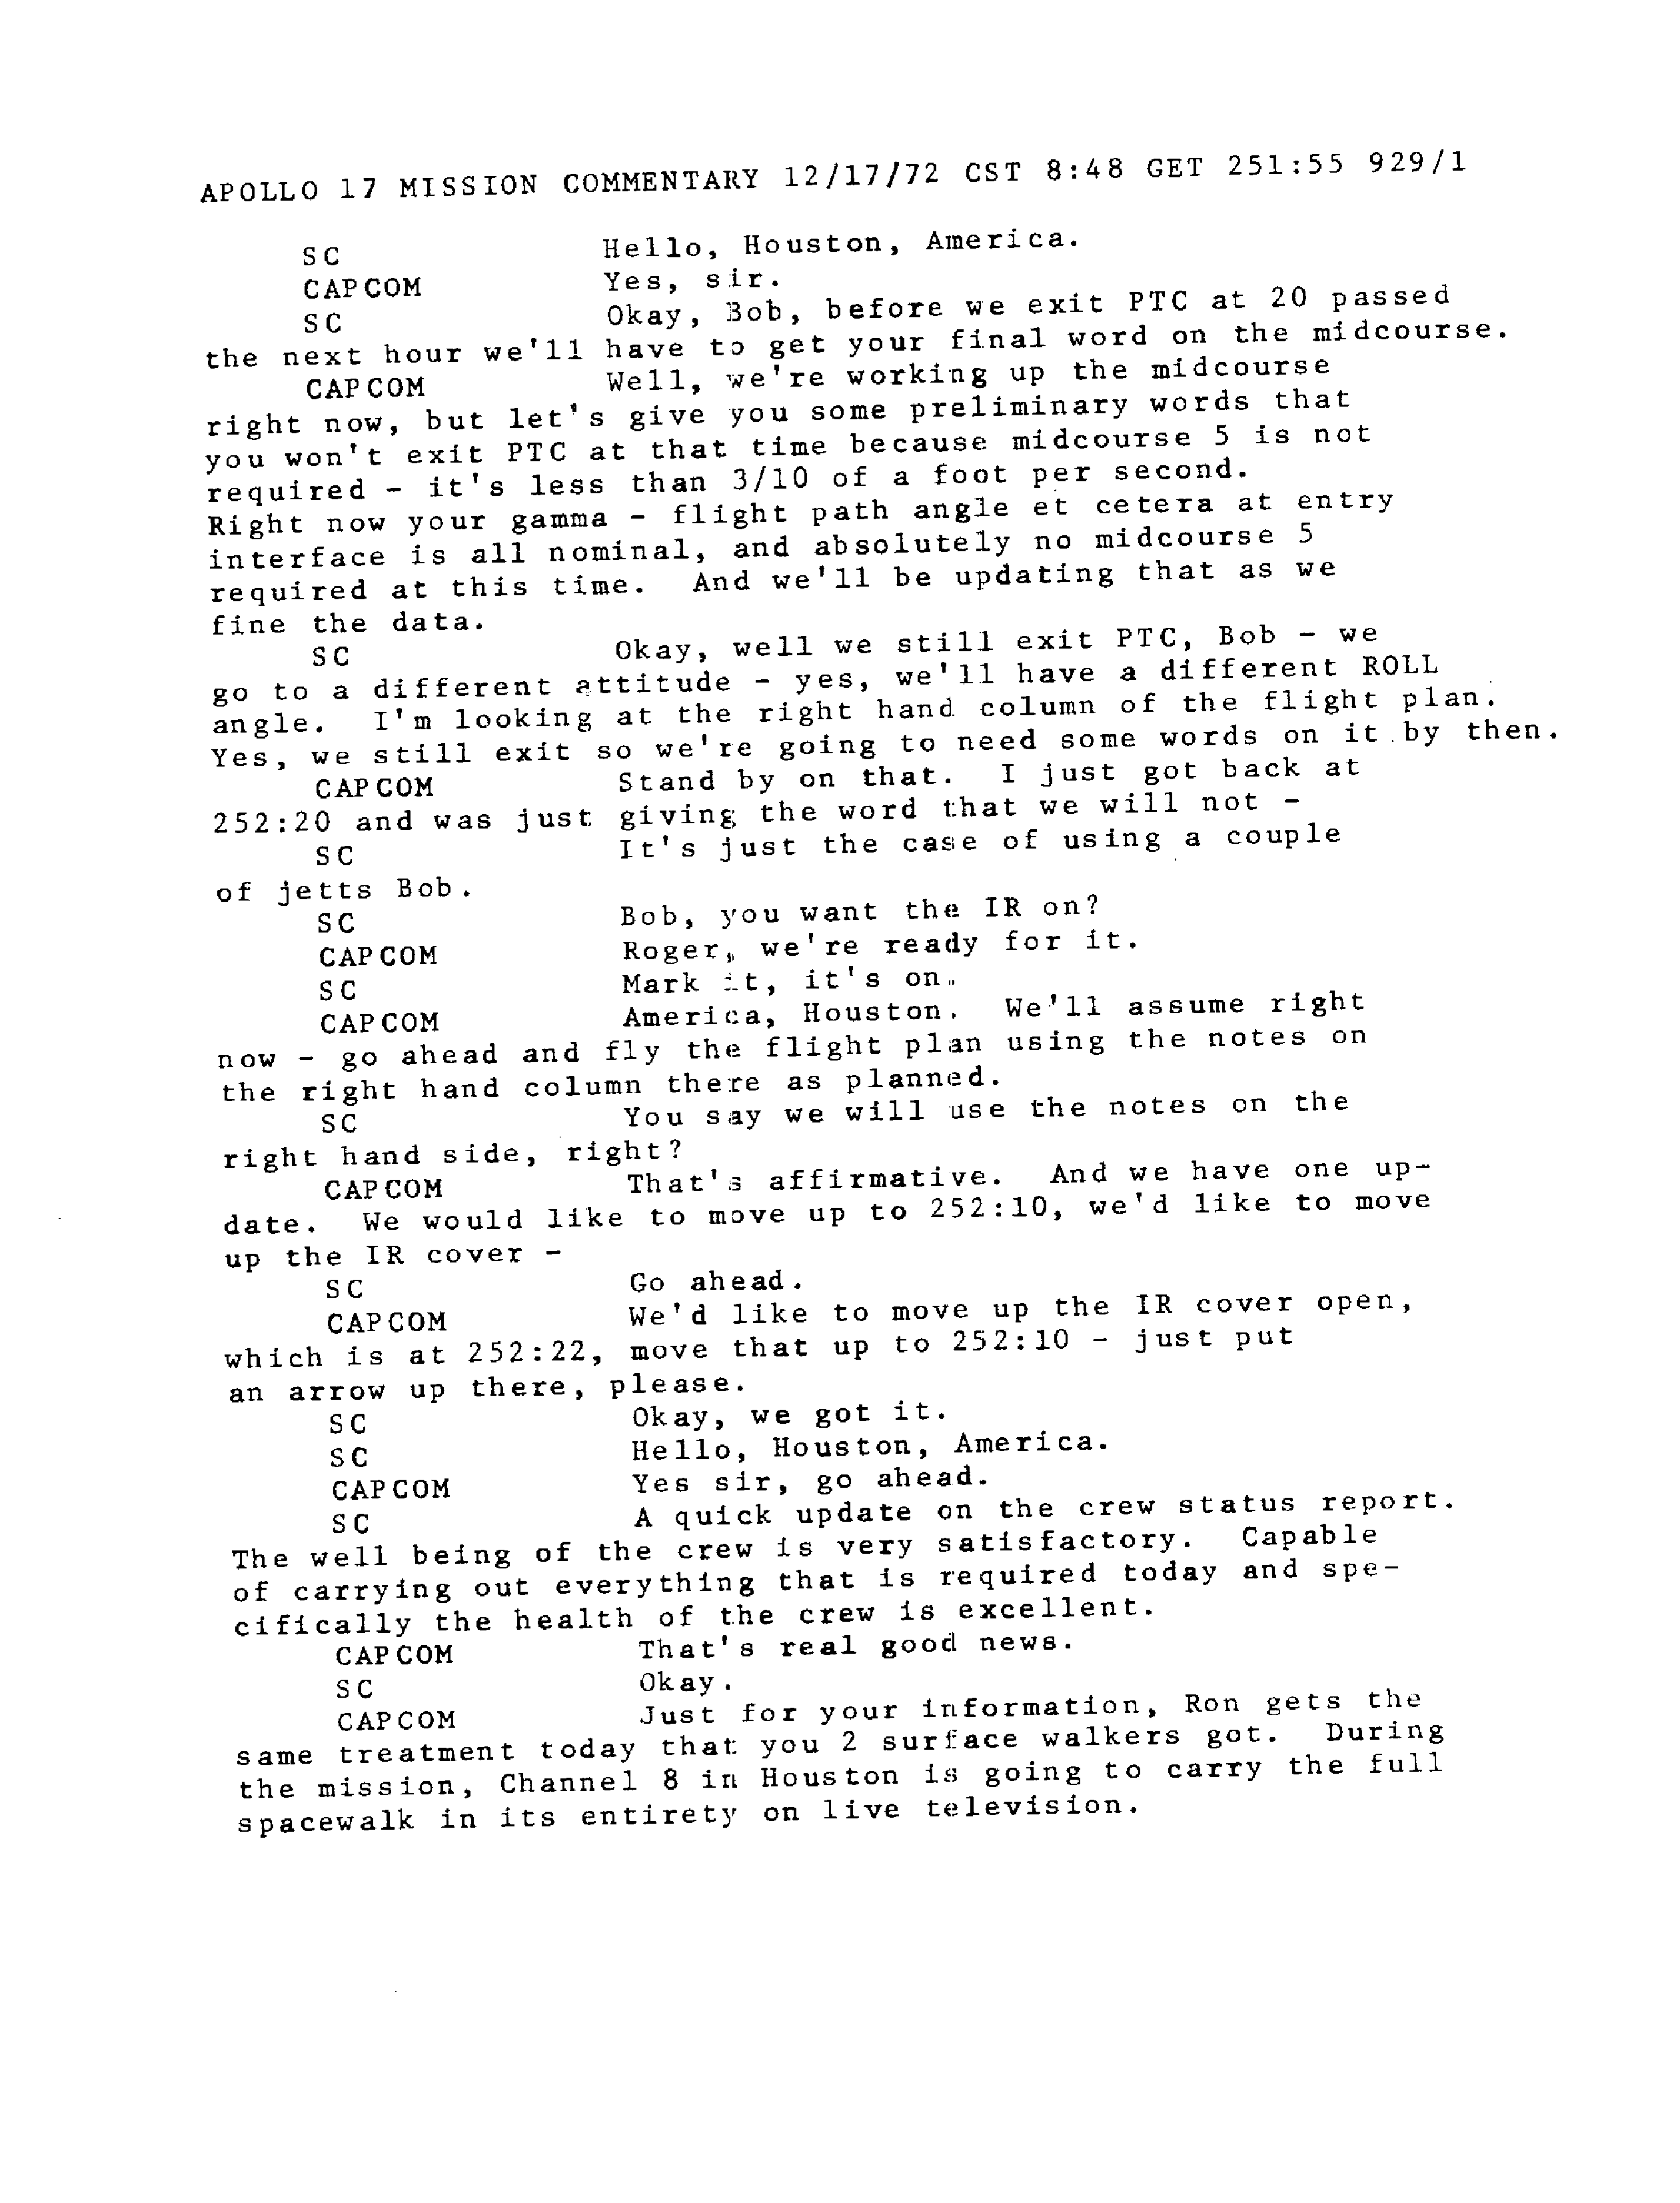 APOLLO 17 MISSION COMMENTARY 12/17/72 CST 8:48 GET 251:55 929/1
SC Hello, Houston, America.
CAPCOM Yes, sir.
SC Okay, Bob, before we exit PTC at 20 passed
the next hour we'll have to get your final word on the midcourse.
CAPCOM Well, we're working up the midcourse
right now, but let's give you some preliminary words that
you won't exit PTC at that time because midcourse 5 is not
required - it's less than 3/10 of a foot per second.
Right now your gamma - flight path angle et cetera at entry
interface is all nominal, and absolutely no midcourse 5
required at this time. And we'll be updating that as we
fine the data.
SC Okay, well we still exit PTC, Bob - we
go to a different attitude - yes, we'll have a different ROLL
angle. I'm looking at the right hand column of the flight plan.
Yes, we still exit so we're going to need some words on it by then.
CAPCOM Stand by on that. I just got back at
252:20 and was just giving the word that we will not -
SC It's just the case of using a couple
of jetts Bob.
SC Bob, you want the IR on?
CAPCOM Roger, we're ready for it.
SC Mark it, it's on.
CAPCOM America, Houston. We'll assume right
now - go ahead and fly the flight plan using the notes on
the right hand column there as planned.
SC You say we will use the notes on the
right hand side, right?
CAPCOM That's affirmative. And we have one up-
date. We would like to move up to 252:10, we'd like to move
up the IR cover -
SC Go ahead.
CAPCOM We'd like to move up the IR cover open,
which is at 252:22, move that up to 252:10 - just put
an arrow up there, please.
SC Okay, we got it.
SC Hello, Houston, America.
CAPCOM Yes sir, go ahead.
SC A quick update on the crew status report.
The well being of the crew is very satisfactory. Capable
of carrying out everything that is required today and spe-
cifically the health of the crew is excellent.
CAPCOM That's real good news.
SC Okay.
CAPCOM Just for your information, Ron gets the
same treatment today that you 2 surface walkers got. During
the mission, Channel 8 in Houston is going to carry the full
spacewalk in its entirety on live television.